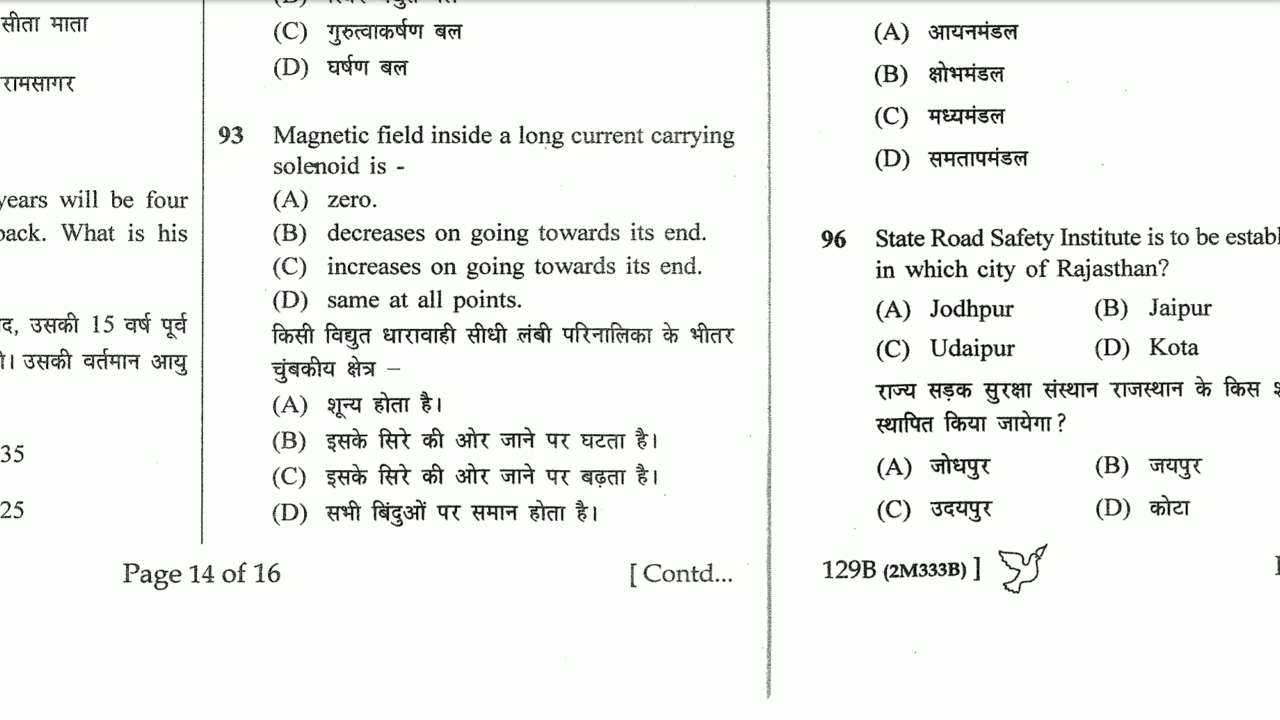 सीता माता
रामसागर
years will be four
back. What is his
15 वर्ष पूर्व
उसकी वर्तमान आयु
35
25
Page 14 of 16
(C) गुरुत्वाकर्षण बल
(D) घर्षण बल
93 Magnetic field inside a long current carrying
solenoid is -
(A) zero.
(B) decreases on going towards its end.
(C) increases on going towards its end.
(D) same at all points.
किसी विद्युत धारावाही सीधी लंबी परिनालिका के भीतर
चुंबकीय क्षेत्र –
(A) शून्य होता है।
(B) इसके सिरे की ओर जाने पर घटता है।
(C) इसके सिरे की ओर जाने पर बढ़ता है।
(D) सभी बिंदुओं पर समान होता है।
[ Contd...
(A) आयनमंडल
(B) क्षोभमंडल
(C) मध्यमंडल
(D) समतापमंडल
96 State Road Safety Institute is to be establ
in which city of Rajasthan?
(A) Jodhpur (B) Jaipur
(C) Udaipur (D) Kota
राज्य सड़क सुरक्षा संस्थान राजस्थान के किस
स्थापित किया जायेगा?
(A) जोधपुर (B) जयपुर
(C) उदयपुर (D) कोटा
129B (2M333B) ]